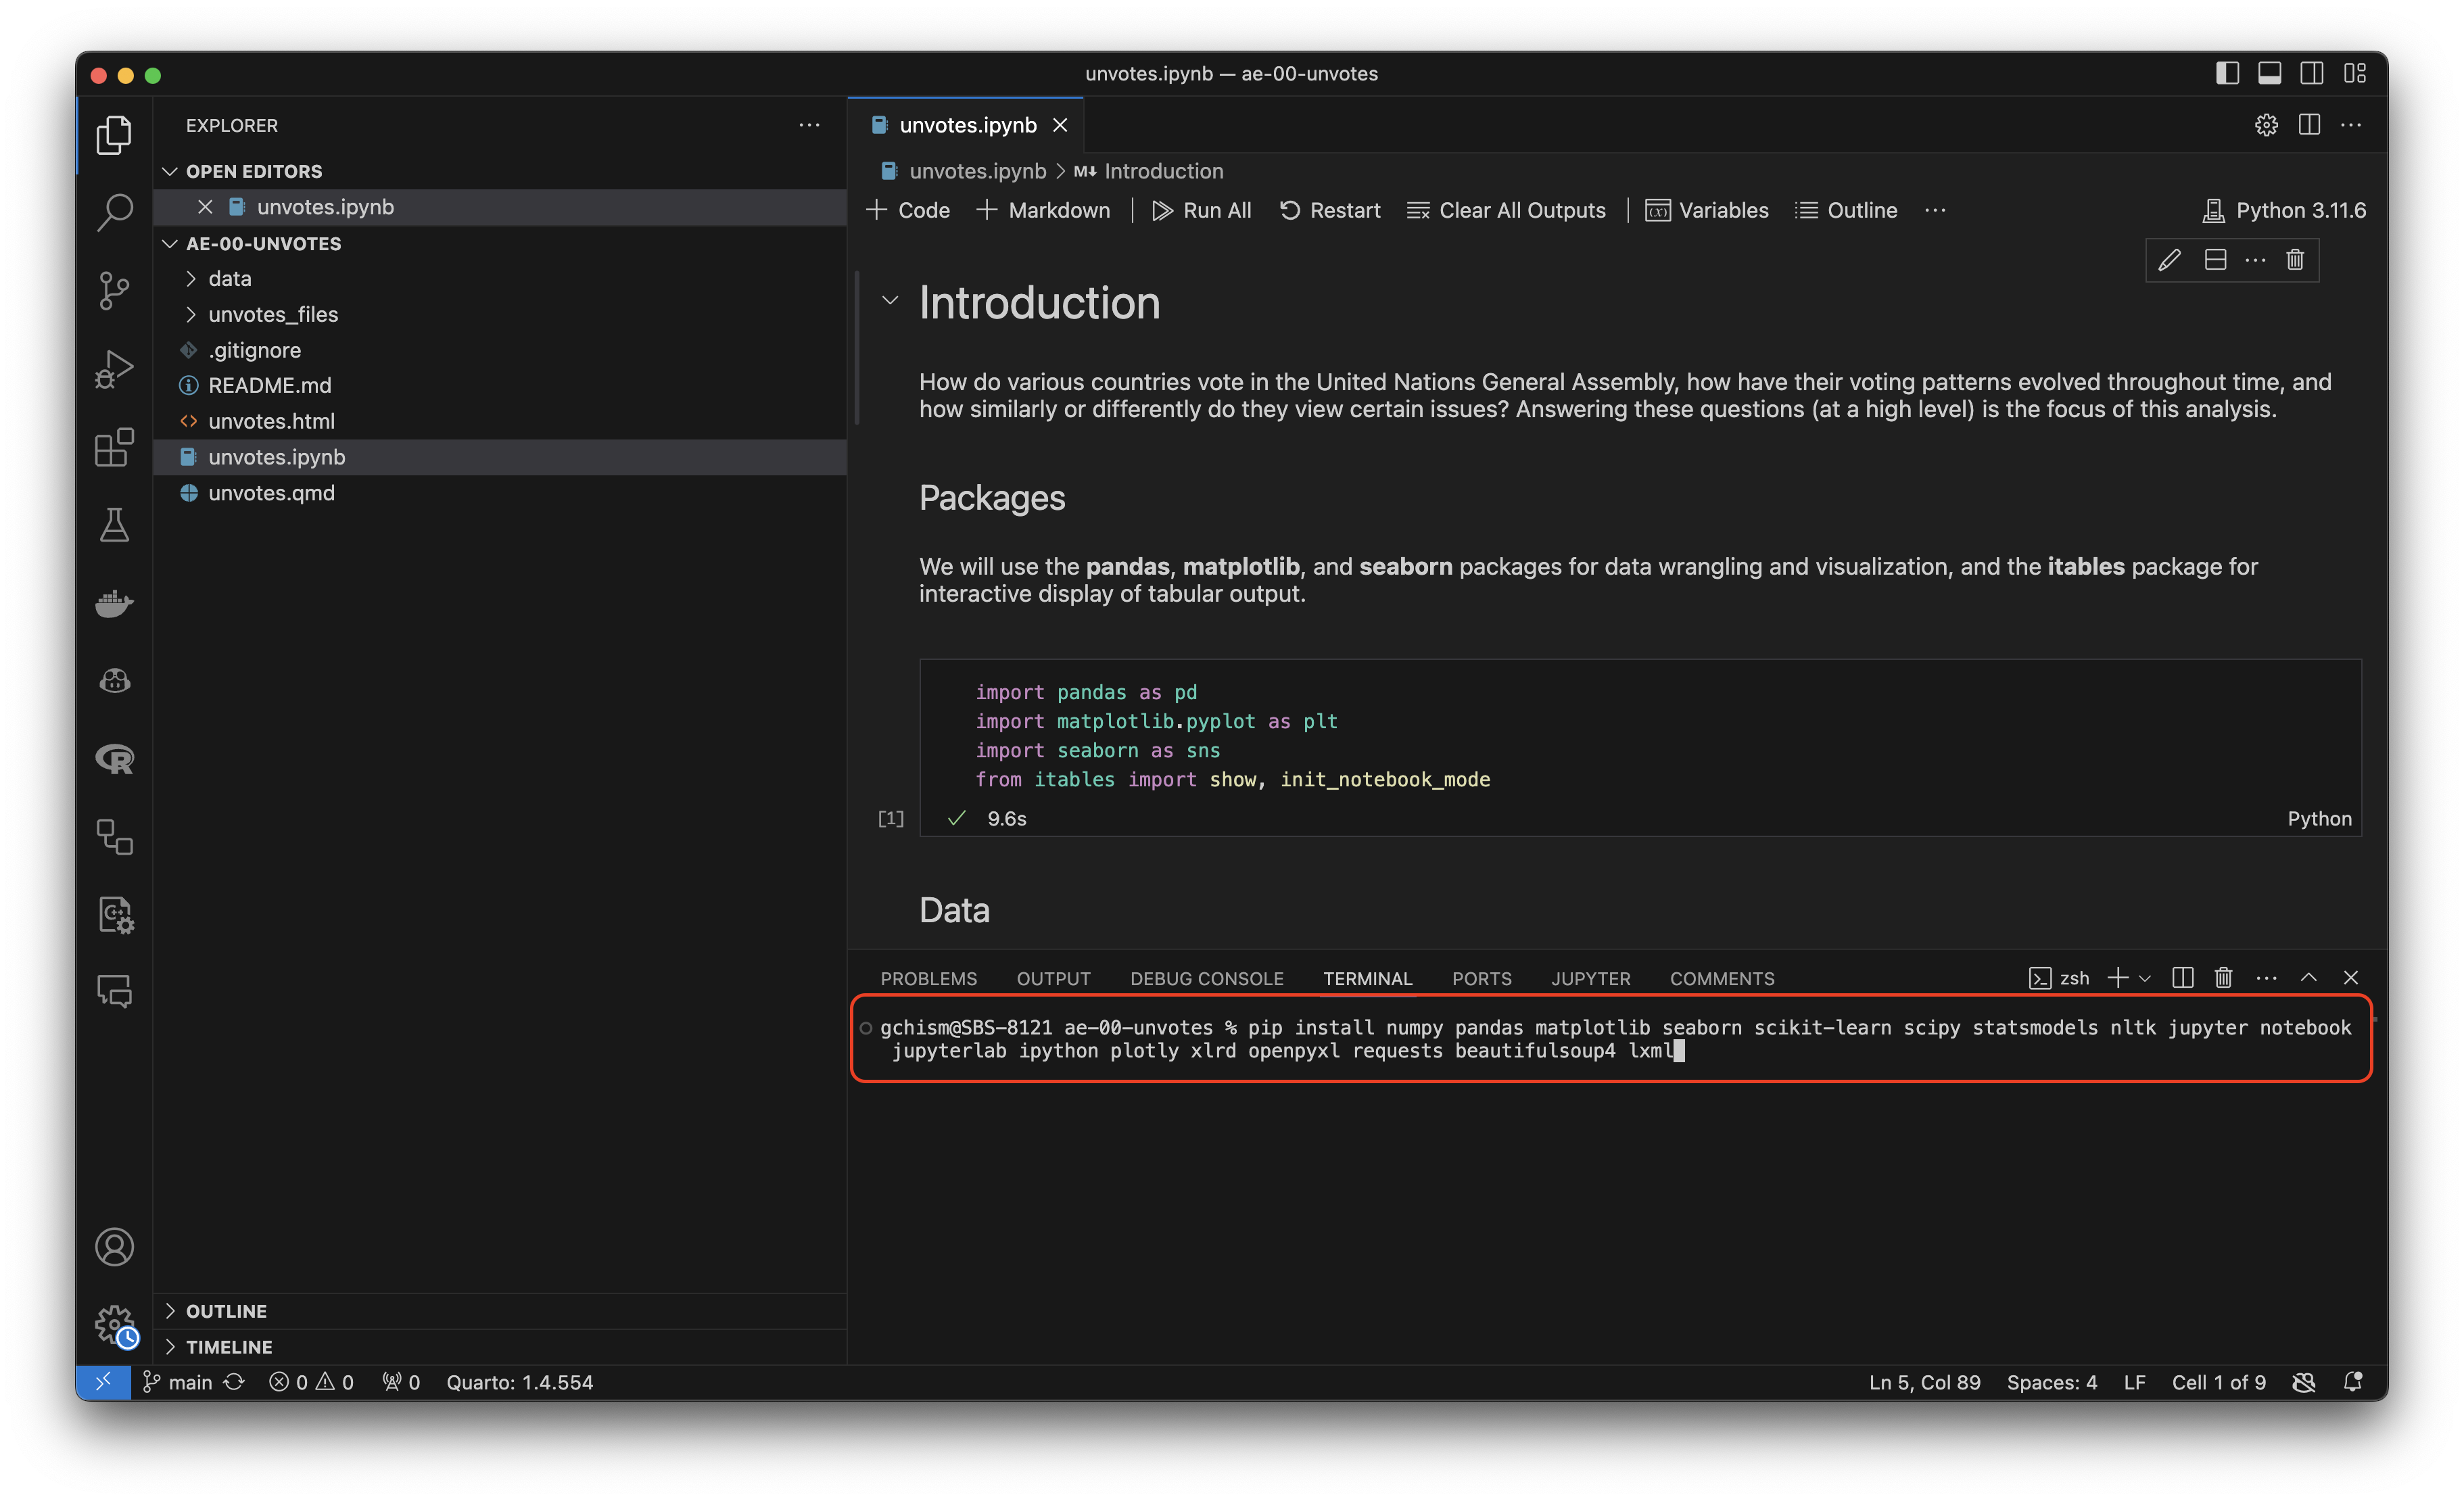 unvotes.ipynb — ae-00-unvotes
EXPLORER
OPEN EDITORS
unvotes.ipynb
AE-00-UNVOTES
data
unvotes_files
.gitignore
README.md
unvotes.html
unvotes.ipynb
unvotes.qmd
OUTLINE
TIMELINE
unvotes.ipynb
unvotes.ipynb > M↓ Introduction
+ Code + Markdown | Run All Restart Clear All Outputs | Variables Outline ... Python 3.11.6
Introduction
How do various countries vote in the United Nations General Assembly, how have their voting patterns evolved throughout time, and
how similarly or differently do they view certain issues? Answering these questions (at a high level) is the focus of this analysis.
Packages
We will use the pandas, matplotlib, and seaborn packages for data wrangling and visualization, and the itables package for
interactive display of tabular output.
import pandas as pd
import matplotlib.pyplot as plt
import seaborn as sns
from itables import show, init_notebook_mode
[1] 9.6s Python
Data
PROBLEMS OUTPUT DEBUG CONSOLE TERMINAL PORTS JUPYTER COMMENTS zsh
gchism@SBS-8121 ae-00-unvotes % pip install numpy pandas matplotlib seaborn scikit-learn scipy statsmodels nltk jupyter notebook
jupyterlab ipython plotly xlrd openpyxl requests beautifulsoup4 lxml
main 0 0 0 Quarto: 1.4.554 Ln 5, Col 89 Spaces: 4 LF Cell 1 of 9